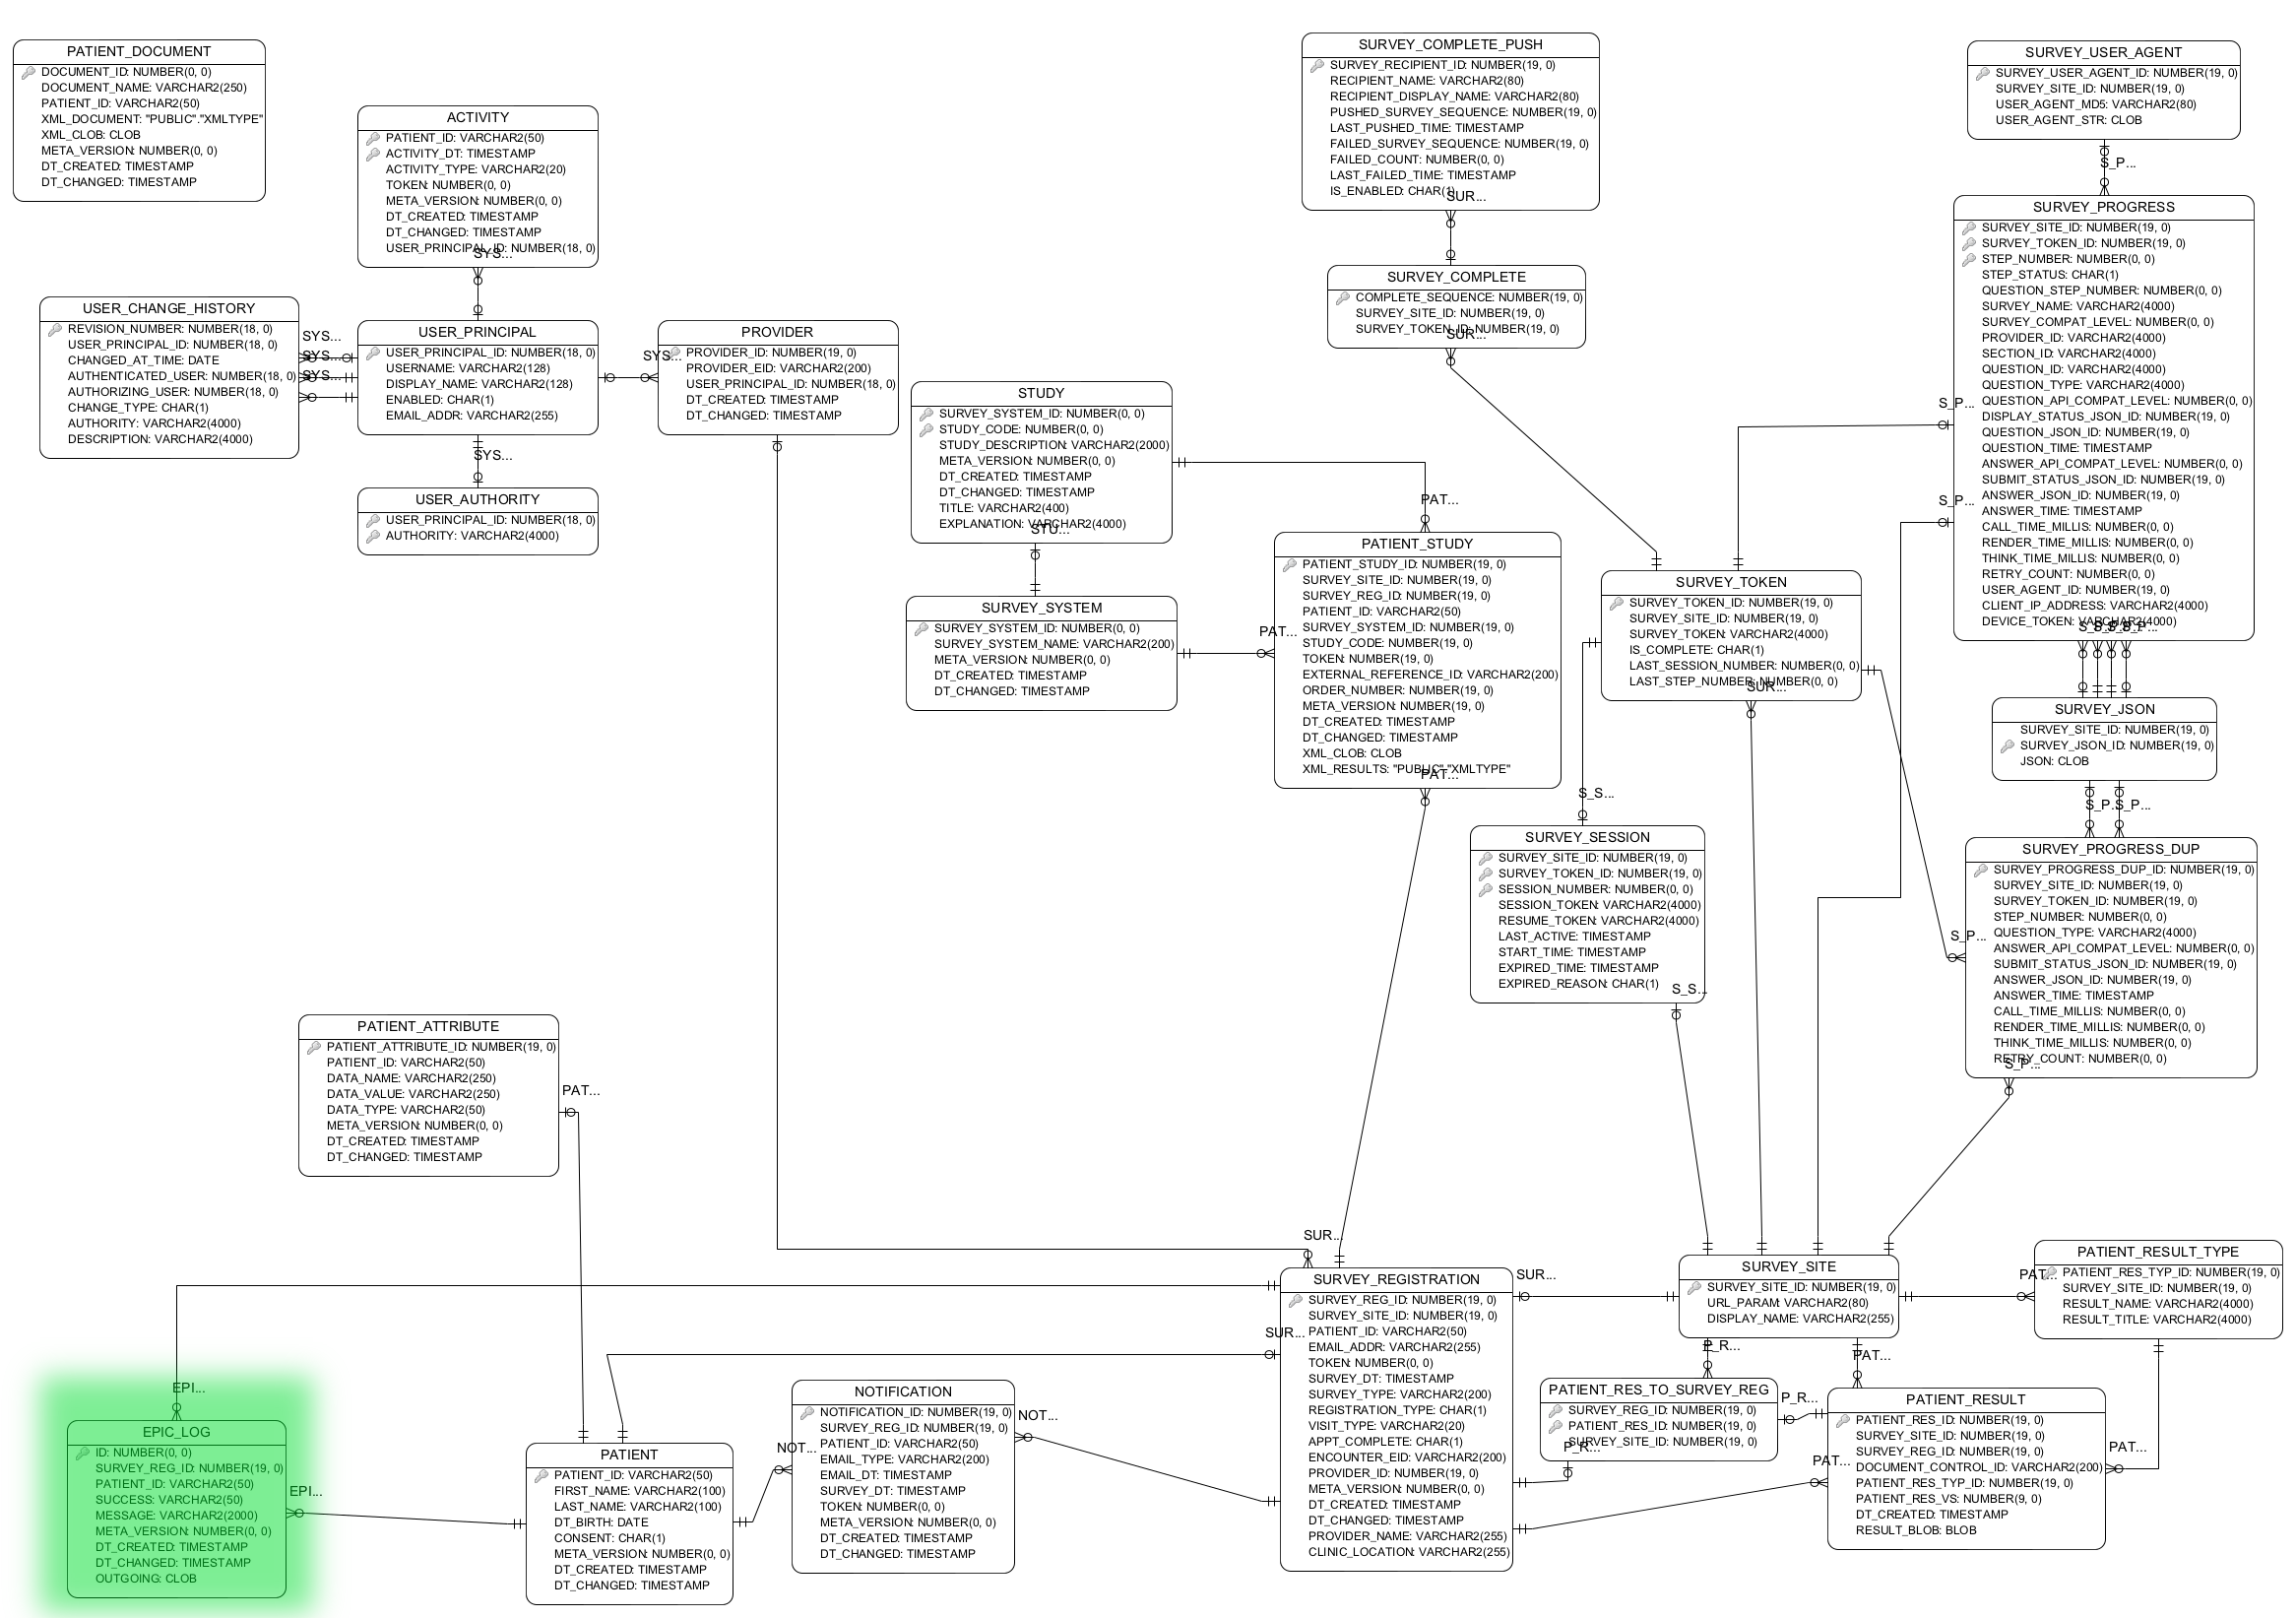 PATIENT_DOCUMENT
DOCUMENT_ID: NUMBER(0, 0)
DOCUMENT_NAME: VARCHAR2(250)
PATIENT_ID: VARCHAR2(50)
XML_DOCUMENT: "PUBLIC"."XMLTYPE"
XML_CLOB: CLOB
META_VERSION: NUMBER(0, 0)
DT_CREATED: TIMESTAMP
DT_CHANGED: TIMESTAMP
ACTIVITY
PATIENT_ID: VARCHAR2(50)
ACTIVITY_DT: TIMESTAMP
ACTIVITY_TYPE: VARCHAR2(20)
TOKEN: NUMBER(0, 0)
META_VERSION: NUMBER(0, 0)
DT_CREATED: TIMESTAMP
DT_CHANGED: TIMESTAMP
USER_PRINCIPAL_ID: NUMBER(18, 0)
SYS...
USER_CHANGE_HISTORY
REVISION_NUMBER: NUMBER(18, 0)
USER_PRINCIPAL_ID: NUMBER(18, 0)
CHANGED_AT_TIME: DATE
AUTHENTICATED_USER: NUMBER(18, 0)
AUTHORIZING_USER: NUMBER(18, 0)
CHANGE_TYPE: CHAR(1)
AUTHORITY: VARCHAR2(4000)
DESCRIPTION: VARCHAR2(4000)
SYS...
SYS...
SYS...
USER_PRINCIPAL
USER_PRINCIPAL_ID: NUMBER(18, 0)
USERNAME: VARCHAR2(128)
DISPLAY_NAME: VARCHAR2(128)
ENABLED: CHAR(1)
EMAIL_ADDR: VARCHAR2(255)
SYS...
SYS...
PROVIDER
PROVIDER_ID: NUMBER(19, 0)
PROVIDER_EID: VARCHAR2(200)
USER_PRINCIPAL_ID: NUMBER(18, 0)
DT_CREATED: TIMESTAMP
DT_CHANGED: TIMESTAMP
USER_AUTHORITY
USER_PRINCIPAL_ID: NUMBER(18, 0)
AUTHORITY: VARCHAR2(4000)
STUDY
SURVEY_SYSTEM_ID: NUMBER(0, 0)
STUDY_CODE: NUMBER(0, 0)
STUDY_DESCRIPTION: VARCHAR2(2000)
META_VERSION: NUMBER(0, 0)
DT_CREATED: TIMESTAMP
DT_CHANGED: TIMESTAMP
TITLE: VARCHAR2(400)
EXPLANATION: VARCHAR2(4000)
STU...
SURVEY_SYSTEM
SURVEY_SYSTEM_ID: NUMBER(0, 0)
SURVEY_SYSTEM_NAME: VARCHAR2(200)
META_VERSION: NUMBER(0, 0)
DT_CREATED: TIMESTAMP
DT_CHANGED: TIMESTAMP
SURVEY_COMPLETE_PUSH
SURVEY_RECIPIENT_ID: NUMBER(19, 0)
RECIPIENT_NAME: VARCHAR2(80)
RECIPIENT_DISPLAY_NAME: VARCHAR2(80)
PUSHED_SURVEY_SEQUENCE: NUMBER(19, 0)
LAST_PUSHED_TIME: TIMESTAMP
FAILED_SURVEY_SEQUENCE: NUMBER(19, 0)
FAILED_COUNT: NUMBER(0, 0)
LAST_FAILED_TIME: TIMESTAMP
IS_ENABLED: CHAR(1)
SUR...
SURVEY_COMPLETE
COMPLETE_SEQUENCE: NUMBER(19, 0)
SURVEY_SITE_ID: NUMBER(19, 0)
SURVEY_TOKEN_ID: NUMBER(19, 0)
SUR...
PAT...
PAT...
PATIENT_STUDY
PATIENT_STUDY_ID: NUMBER(19, 0)
SURVEY_SITE_ID: NUMBER(19, 0)
SURVEY_REG_ID: NUMBER(19, 0)
PATIENT_ID: VARCHAR2(50)
SURVEY_SYSTEM_ID: NUMBER(19, 0)
STUDY_CODE: NUMBER(19, 0)
TOKEN: NUMBER(19, 0)
EXTERNAL_REFERENCE_ID: VARCHAR2(200)
ORDER_NUMBER: NUMBER(19, 0)
META_VERSION: NUMBER(19, 0)
DT_CREATED: TIMESTAMP
DT_CHANGED: TIMESTAMP
XML_CLOB: CLOB
XML_RESULTS: "PUBLIC"."XMLTYPE"
PAT...
SURVEY_USER_AGENT
SURVEY_USER_AGENT_ID: NUMBER(19, 0)
SURVEY_SITE_ID: NUMBER(19, 0)
USER_AGENT_MD5: VARCHAR2(80)
USER_AGENT_STR: CLOB
S_P...
SURVEY_PROGRESS
SURVEY_SITE_ID: NUMBER(19, 0)
SURVEY_TOKEN_ID: NUMBER(19, 0)
STEP_NUMBER: NUMBER(0, 0)
STEP_STATUS: CHAR(1)
QUESTION_STEP_NUMBER: NUMBER(0, 0)
SURVEY_NAME: VARCHAR2(4000)
SURVEY_COMPAT_LEVEL: NUMBER(0, 0)
PROVIDER_ID: VARCHAR2(4000)
SECTION_ID: VARCHAR2(4000)
QUESTION_ID: VARCHAR2(4000)
QUESTION_TYPE: VARCHAR2(4000)
QUESTION_API_COMPAT_LEVEL: NUMBER(0, 0)
DISPLAY_STATUS_JSON_ID: NUMBER(19, 0)
QUESTION_JSON_ID: NUMBER(19, 0)
QUESTION_TIME: TIMESTAMP
ANSWER_API_COMPAT_LEVEL: NUMBER(0, 0)
SUBMIT_STATUS_JSON_ID: NUMBER(19, 0)
ANSWER_JSON_ID: NUMBER(19, 0)
ANSWER_TIME: TIMESTAMP
CALL_TIME_MILLIS: NUMBER(0, 0)
RENDER_TIME_MILLIS: NUMBER(0, 0)
THINK_TIME_MILLIS: NUMBER(0, 0)
RETRY_COUNT: NUMBER(0, 0)
USER_AGENT_ID: NUMBER(19, 0)
CLIENT_IP_ADDRESS: VARCHAR2(4000)
DEVICE_TOKEN: VARCHAR2(4000)
S_P...
S_P...
SURVEY_TOKEN
SURVEY_TOKEN_ID: NUMBER(19, 0)
SURVEY_SITE_ID: NUMBER(19, 0)
SURVEY_TOKEN: VARCHAR2(4000)
IS_COMPLETE: CHAR(1)
LAST_SESSION_NUMBER: NUMBER(0, 0)
LAST_STEP_NUMBER: NUMBER(0, 0)
SUR...
SURVEY_JSON
SURVEY_SITE_ID: NUMBER(19, 0)
SURVEY_JSON_ID: NUMBER(19, 0)
JSON: CLOB
S_P...
S_P...
S_S...
SURVEY_SESSION
SURVEY_SITE_ID: NUMBER(19, 0)
SURVEY_TOKEN_ID: NUMBER(19, 0)
SESSION_NUMBER: NUMBER(0, 0)
SESSION_TOKEN: VARCHAR2(4000)
RESUME_TOKEN: VARCHAR2(4000)
LAST_ACTIVE: TIMESTAMP
START_TIME: TIMESTAMP
EXPIRED_TIME: TIMESTAMP
EXPIRED_REASON: CHAR(1)
S_S...
SURVEY_PROGRESS_DUP
SURVEY_PROGRESS_DUP_ID: NUMBER(19, 0)
SURVEY_SITE_ID: NUMBER(19, 0)
SURVEY_TOKEN_ID: NUMBER(19, 0)
STEP_NUMBER: NUMBER(0, 0)
QUESTION_TYPE: VARCHAR2(4000)
ANSWER_API_COMPAT_LEVEL: NUMBER(0, 0)
SUBMIT_STATUS_JSON_ID: NUMBER(19, 0)
ANSWER_JSON_ID: NUMBER(19, 0)
ANSWER_TIME: TIMESTAMP
CALL_TIME_MILLIS: NUMBER(0, 0)
RENDER_TIME_MILLIS: NUMBER(0, 0)
THINK_TIME_MILLIS: NUMBER(0, 0)
RETRY_COUNT: NUMBER(0, 0)
S_P...
S_P...
PATIENT_ATTRIBUTE
PATIENT_ATTRIBUTE_ID: NUMBER(19, 0)
PATIENT_ID: VARCHAR2(50)
DATA_NAME: VARCHAR2(250)
DATA_VALUE: VARCHAR2(250)
DATA_TYPE: VARCHAR2(50)
META_VERSION: NUMBER(0, 0)
DT_CREATED: TIMESTAMP
DT_CHANGED: TIMESTAMP
PAT...
EPI...
EPIC_LOG
ID: NUMBER(0, 0)
SURVEY_REG_ID: NUMBER(19, 0)
PATIENT_ID: VARCHAR2(50)
SUCCESS: VARCHAR2(50)
MESSAGE: VARCHAR2(2000)
META_VERSION: NUMBER(0, 0)
DT_CREATED: TIMESTAMP
DT_CHANGED: TIMESTAMP
OUTGOING: CLOB
EPI...
PATIENT
PATIENT_ID: VARCHAR2(50)
FIRST_NAME: VARCHAR2(100)
LAST_NAME: VARCHAR2(100)
DT_BIRTH: DATE
CONSENT: CHAR(1)
META_VERSION: NUMBER(0, 0)
DT_CREATED: TIMESTAMP
DT_CHANGED: TIMESTAMP
NOT...
NOTIFICATION
NOTIFICATION_ID: NUMBER(19, 0)
SURVEY_REG_ID: NUMBER(19, 0)
PATIENT_ID: VARCHAR2(50)
EMAIL_TYPE: VARCHAR2(200)
EMAIL_DT: TIMESTAMP
SURVEY_DT: TIMESTAMP
TOKEN: NUMBER(0, 0)
META_VERSION: NUMBER(0, 0)
DT_CREATED: TIMESTAMP
DT_CHANGED: TIMESTAMP
NOT...
SUR...
SUR...
SURVEY_REGISTRATION
SURVEY_REG_ID: NUMBER(19, 0)
SURVEY_SITE_ID: NUMBER(19, 0)
PATIENT_ID: VARCHAR2(50)
EMAIL_ADDR: VARCHAR2(255)
TOKEN: NUMBER(0, 0)
SURVEY_DT: TIMESTAMP
SURVEY_TYPE: VARCHAR2(200)
REGISTRATION_TYPE: CHAR(1)
VISIT_TYPE: VARCHAR2(20)
APPT_COMPLETE: CHAR(1)
ENCOUNTER_EID: VARCHAR2(200)
PROVIDER_ID: NUMBER(19, 0)
META_VERSION: NUMBER(0, 0)
DT_CREATED: TIMESTAMP
DT_CHANGED: TIMESTAMP
PROVIDER_NAME: VARCHAR2(255)
CLINIC_LOCATION: VARCHAR2(255)
SUR...
SURVEY_SITE
SURVEY_SITE_ID: NUMBER(19, 0)
URL_PARAM: VARCHAR2(80)
DISPLAY_NAME: VARCHAR2(255)
P_R...
PAT...
PAT...
PATIENT_RESULT_TYPE
PATIENT_RES_TYP_ID: NUMBER(19, 0)
SURVEY_SITE_ID: NUMBER(19, 0)
RESULT_NAME: VARCHAR2(4000)
RESULT_TITLE: VARCHAR2(4000)
PATIENT_RES_TO_SURVEY_REG
SURVEY_REG_ID: NUMBER(19, 0)
PATIENT_RES_ID: NUMBER(19, 0)
SURVEY_SITE_ID: NUMBER(19, 0)
P_R...
P_R...
PAT...
PATIENT_RESULT
PATIENT_RES_ID: NUMBER(19, 0)
SURVEY_SITE_ID: NUMBER(19, 0)
SURVEY_REG_ID: NUMBER(19, 0)
DOCUMENT_CONTROL_ID: VARCHAR2(200)
PATIENT_RES_TYP_ID: NUMBER(19, 0)
PATIENT_RES_VS: NUMBER(9, 0)
DT_CREATED: TIMESTAMP
RESULT_BLOB: BLOB
PAT...